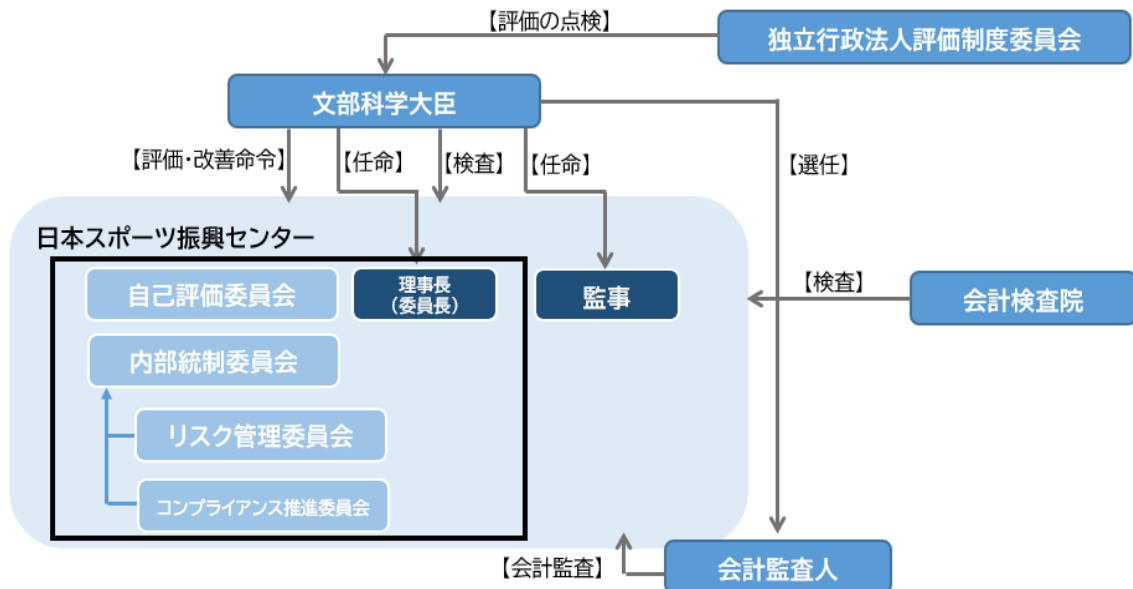 【評価の点検】
独立行政法人評価制度委員会
文部科学大臣
【評価・改善命令】
【任命】
【検査】
【任命】
【選任】
日本スポーツ振興センター
自己評価委員会
理事長
（委員長）
監事
【検査】
会計検査院
内部統制委員会
リスク管理委員会
コンプライアンス推進委員会
【会計監査】
会計監査人